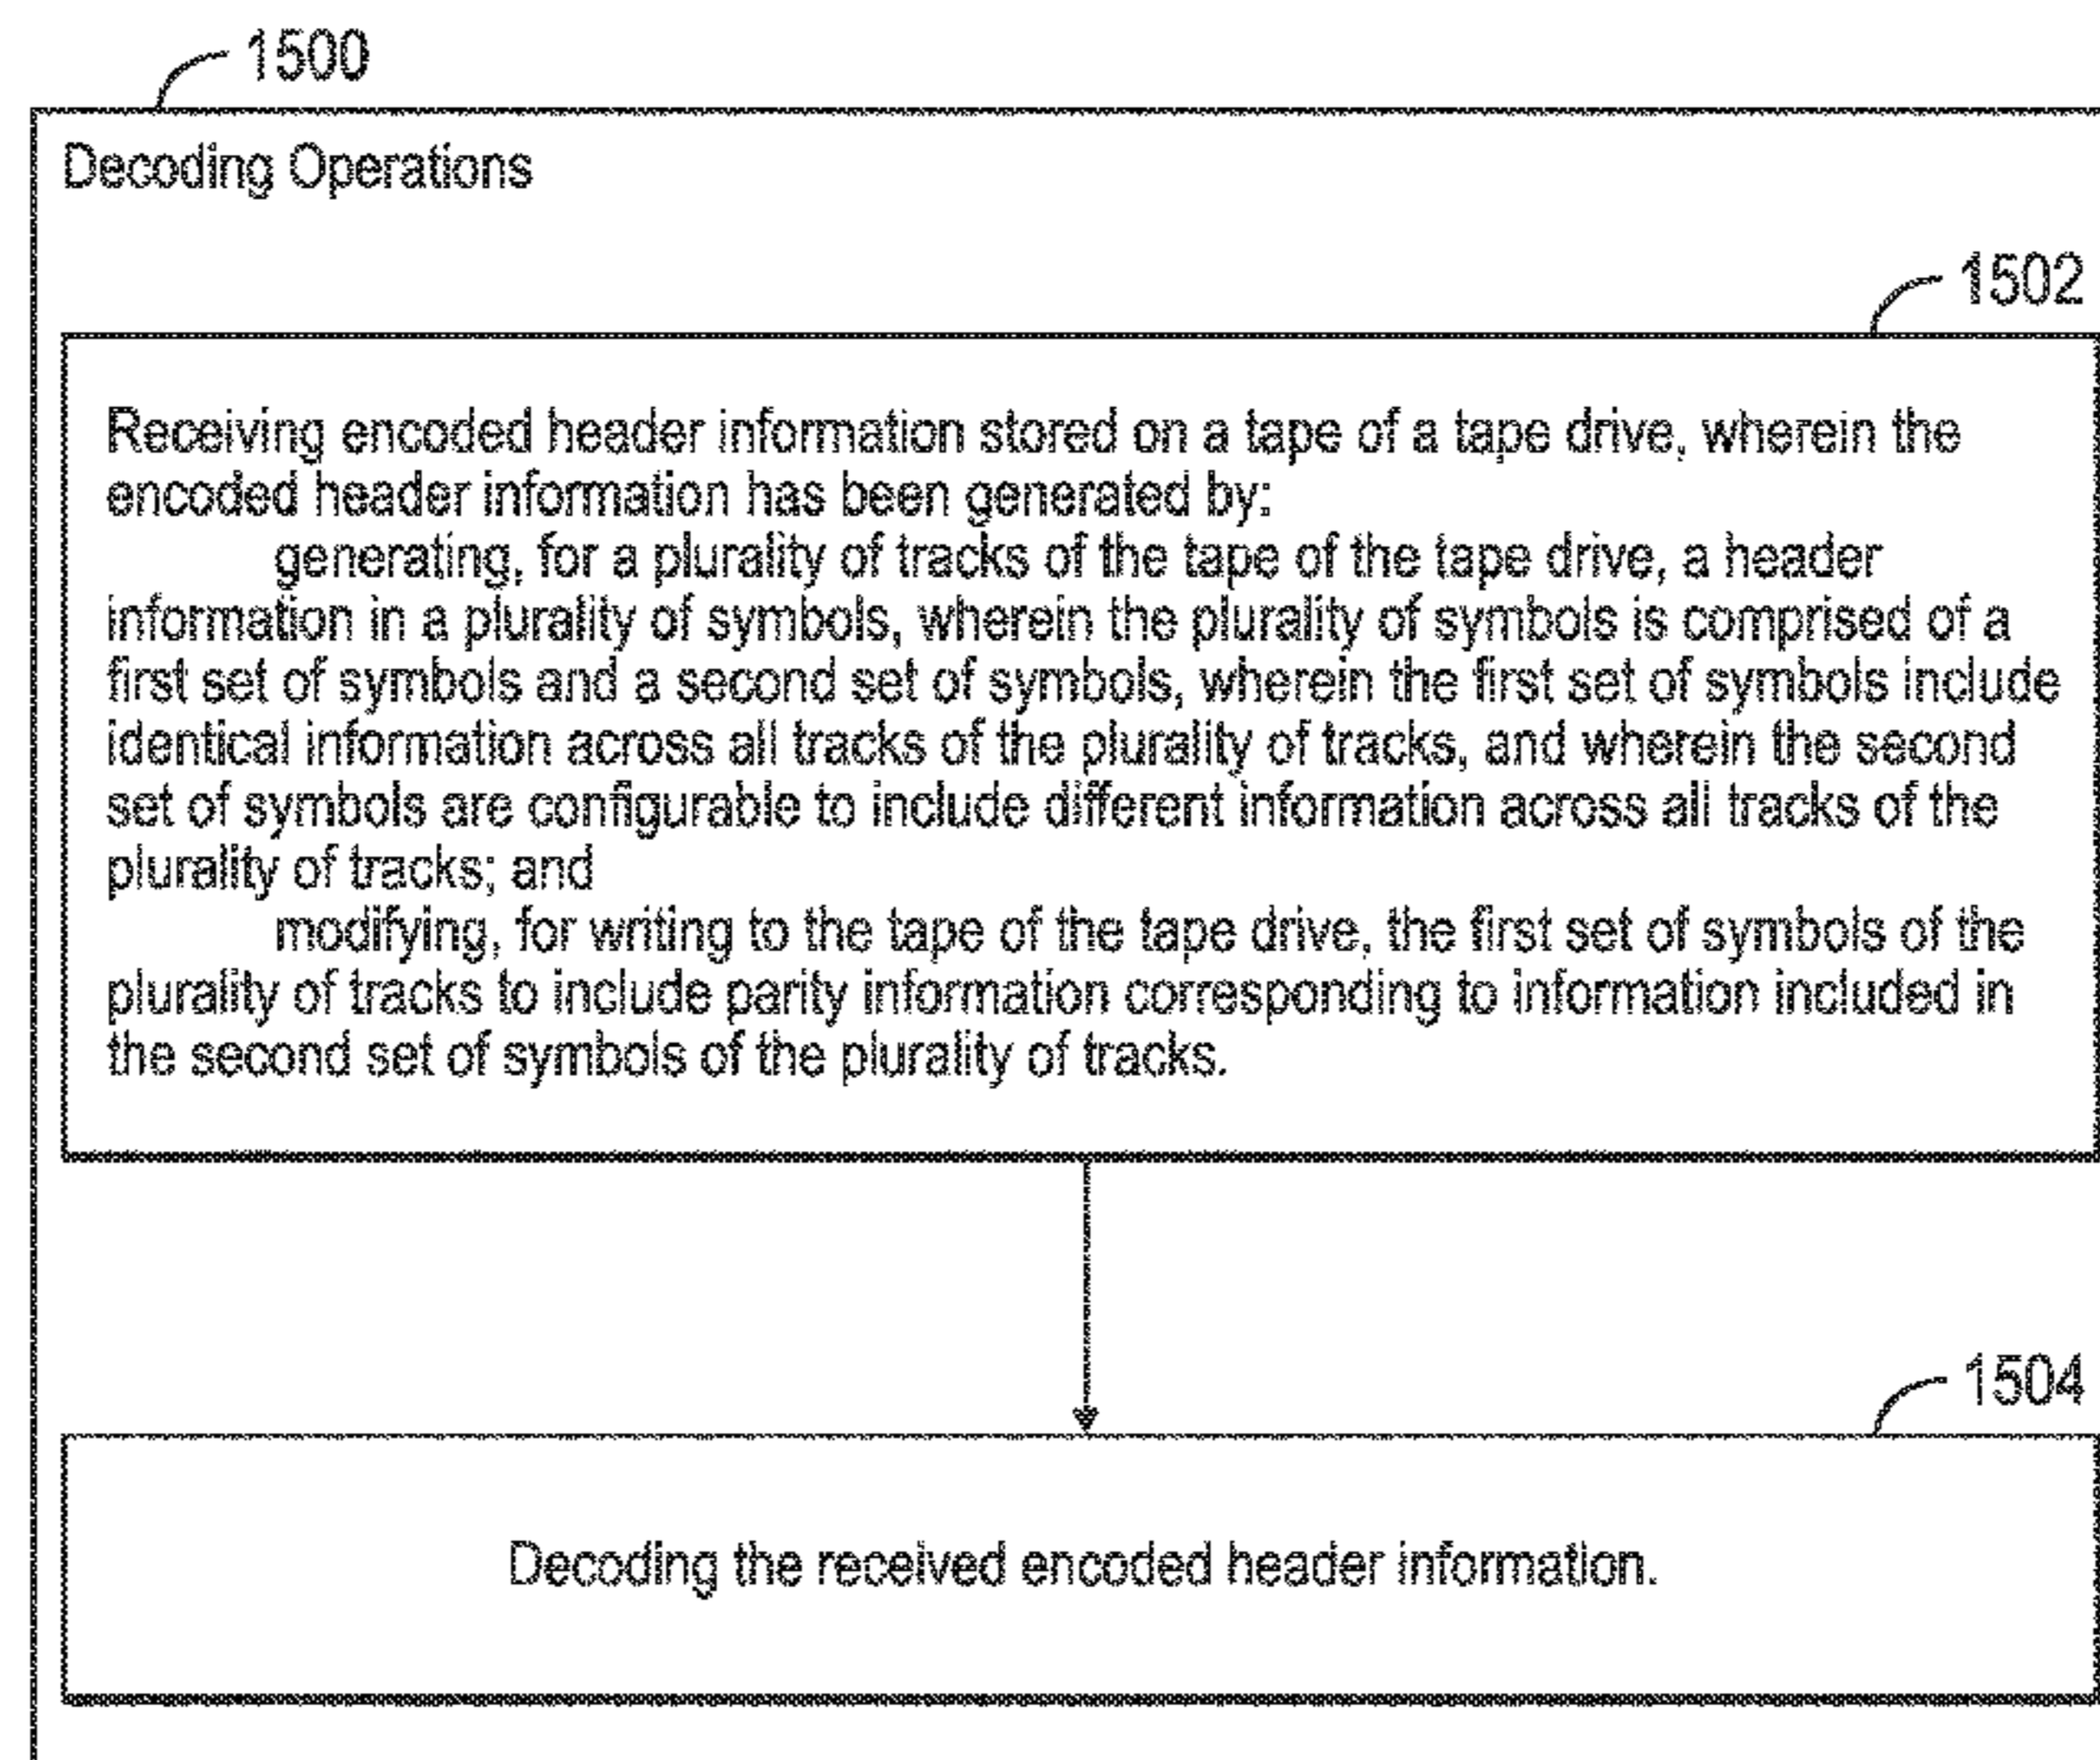 1500
Decoding Operations
1502
Receiving encoded header information stored on a tape of a tape drive, wherein the
encoded header information has been generated by:
generating, for a plurality of tracks of the tape of the tape drive, a header
information in a plurality of symbols, wherein the plurality of symbols is comprised of a
first set of symbols and a second set of symbols, wherein the first set of symbols include
identical information across all tracks of the plurality of tracks, and wherein the second
set of symbols are configurable to include different information across all tracks of the
plurality of tracks; and
modifying, for writing to the tape of the tape drive, the first set of symbols of the
plurality of tracks to include parity information corresponding to information included in
the second set of symbols of the plurality of tracks.
1504
Decoding the received encoded header information.